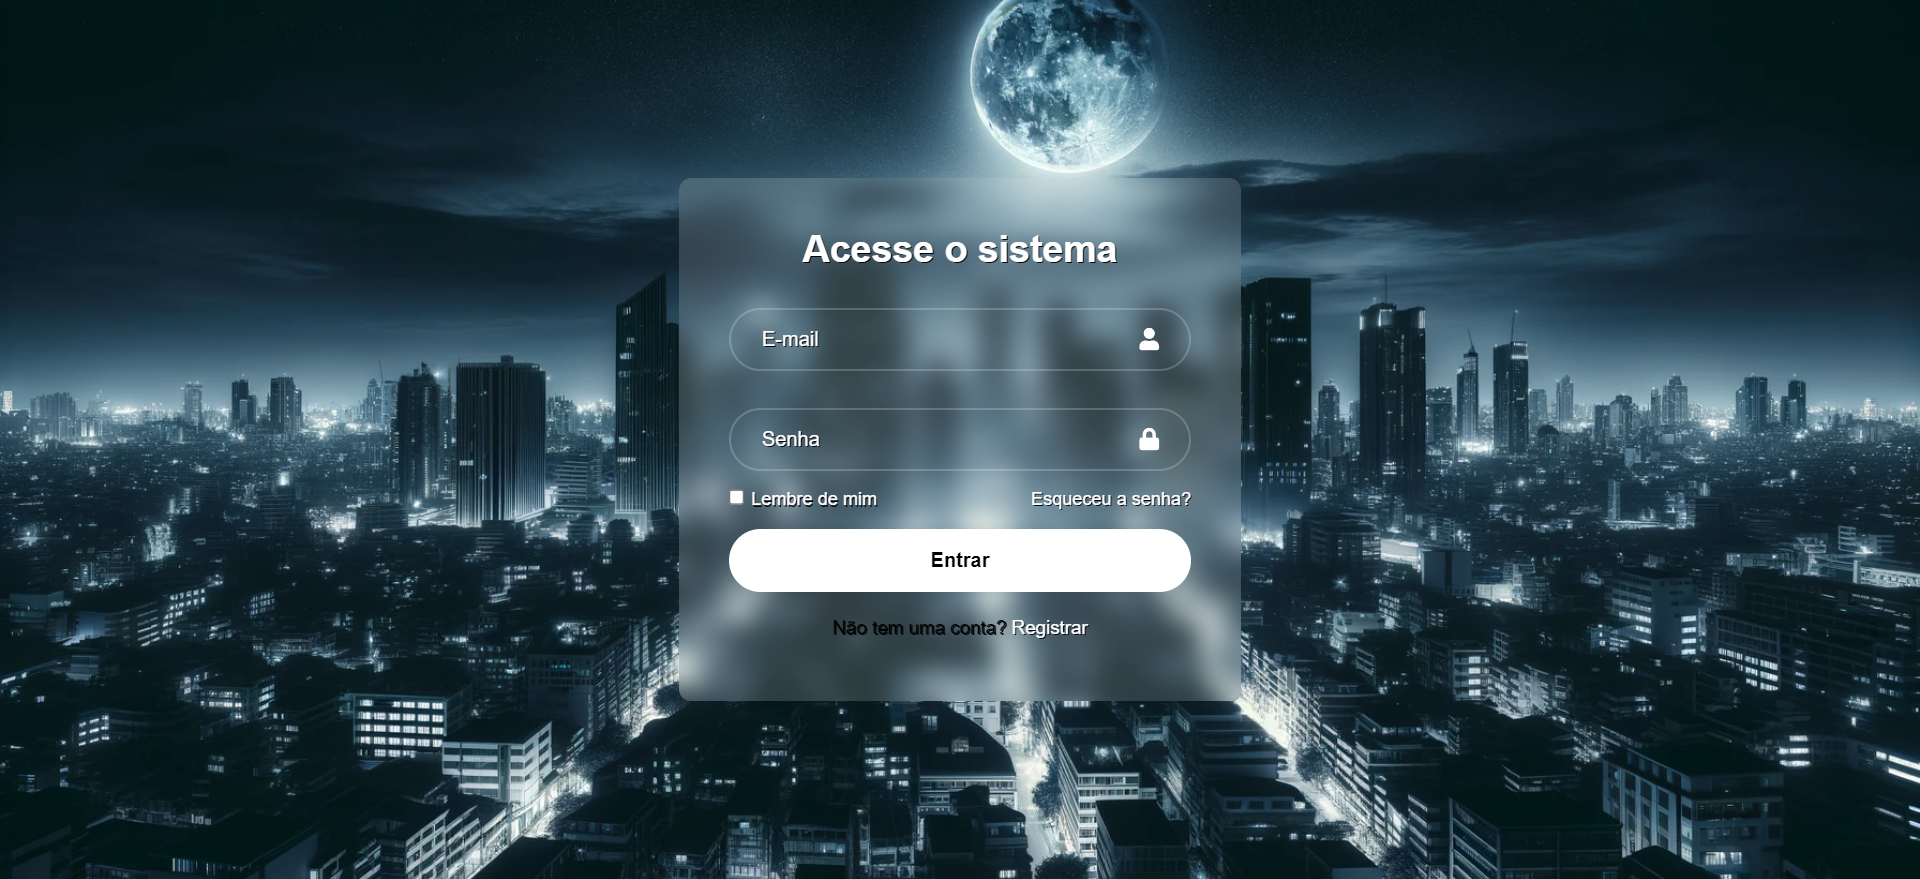 Acesse o sistema
E-mail
Senha
Lembre de mim Esqueceu a senha?
Entrar
Não tem uma conta? Registrar